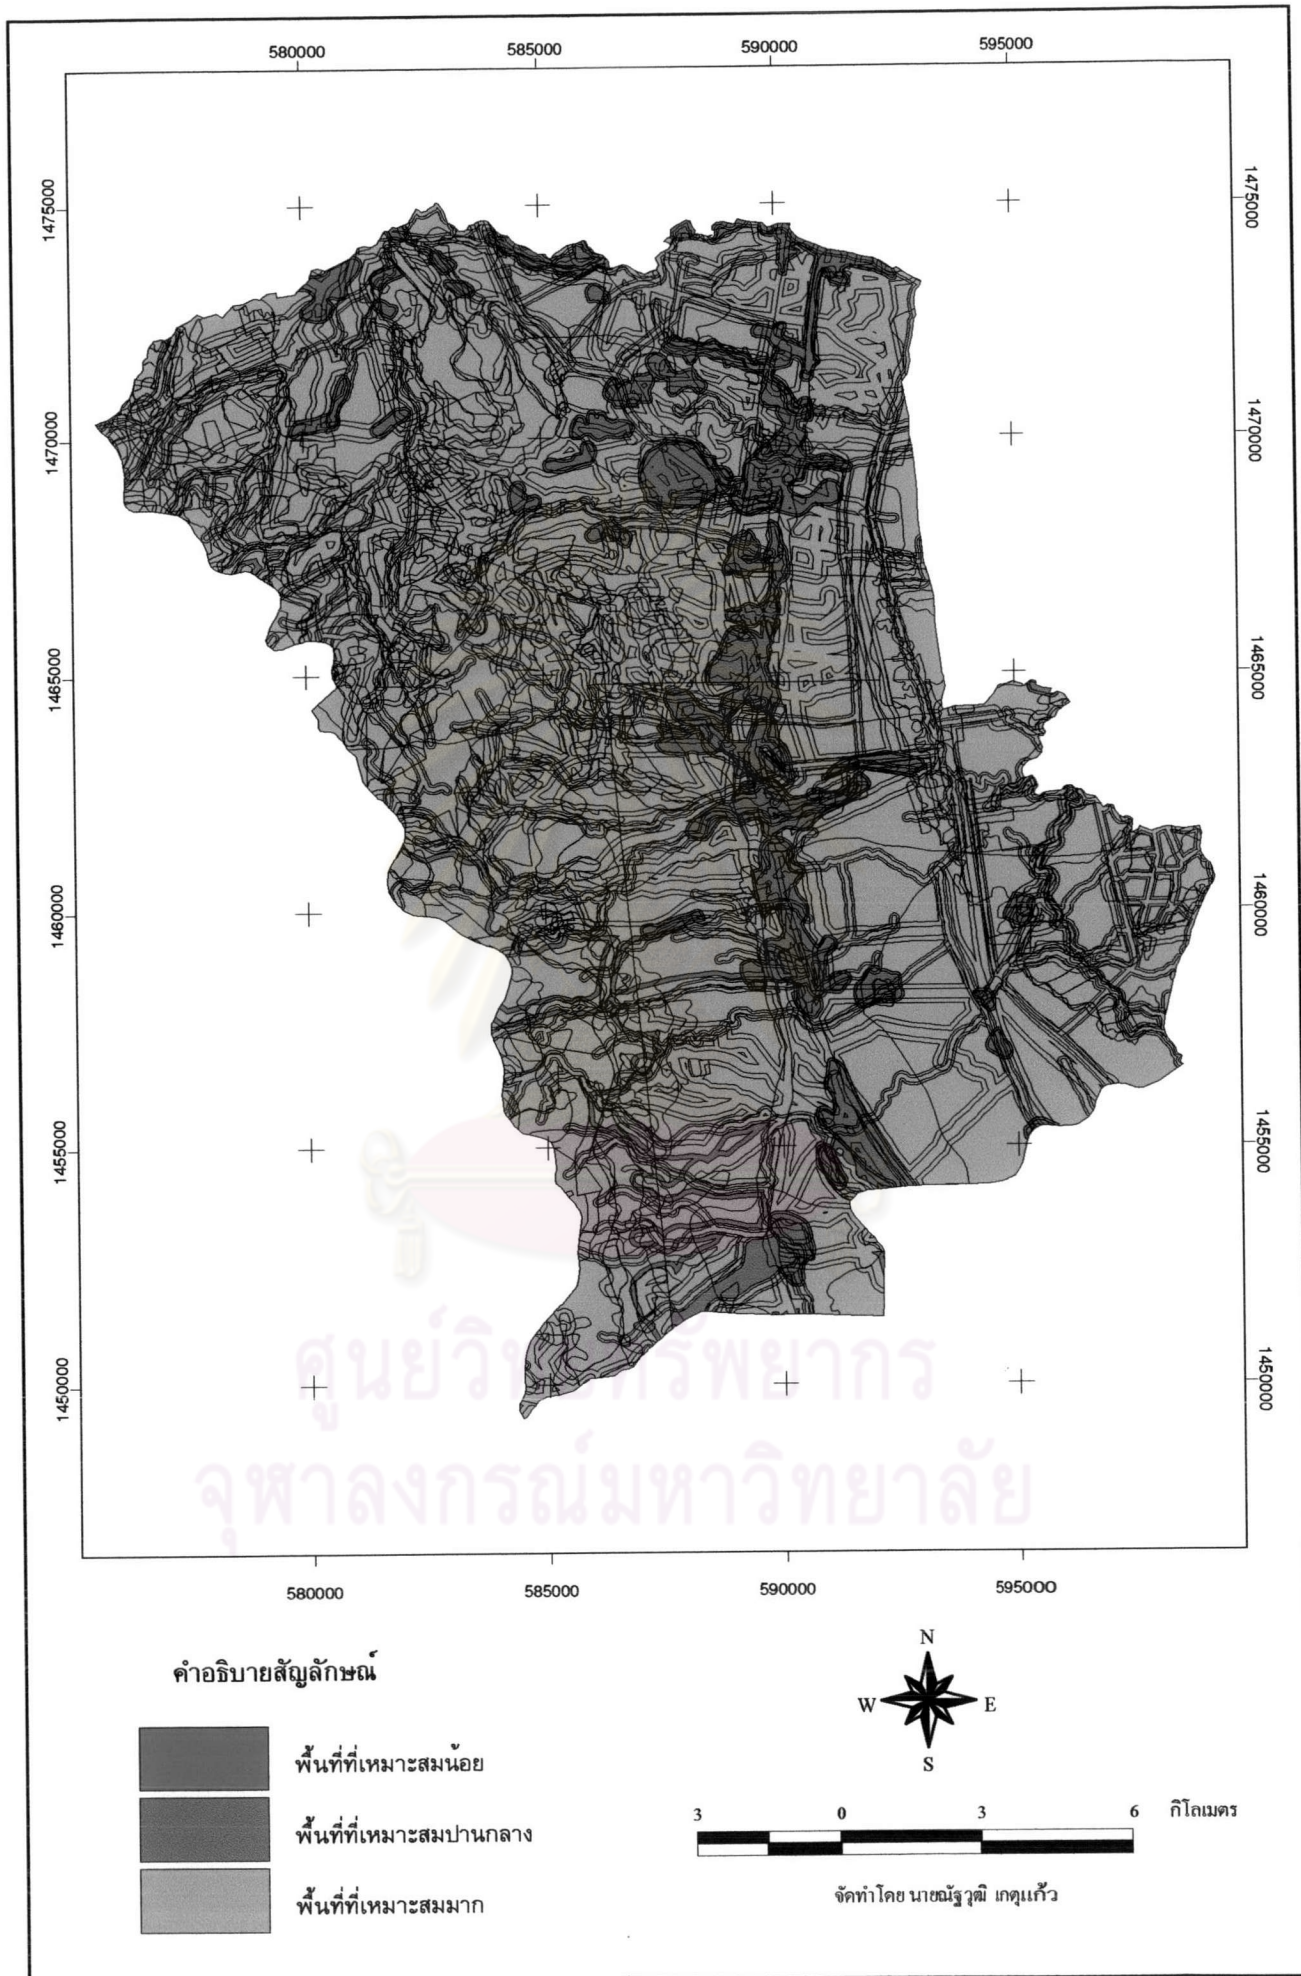 580000 585000 590000 595000
1475000 1475000
1470000 1470000
1465000 1465000
1460000 1460000
1455000 1455000
1450000 1450000
ศูนย์วิทยทรัพยากร
จุฬาลงกรณ์มหาวิทยาลัย
580000 585000 590000 595000
คำอธิบายสัญลักษณ์
พื้นที่ที่เหมาะสมน้อย
พื้นที่ที่เหมาะสมปานกลาง
พื้นที่ที่เหมาะสมมาก
N
W E
S
3 0 3 6 กิโลเมตร
จัดทำโดย นายณัฐวุฒิ เกตุแก้ว